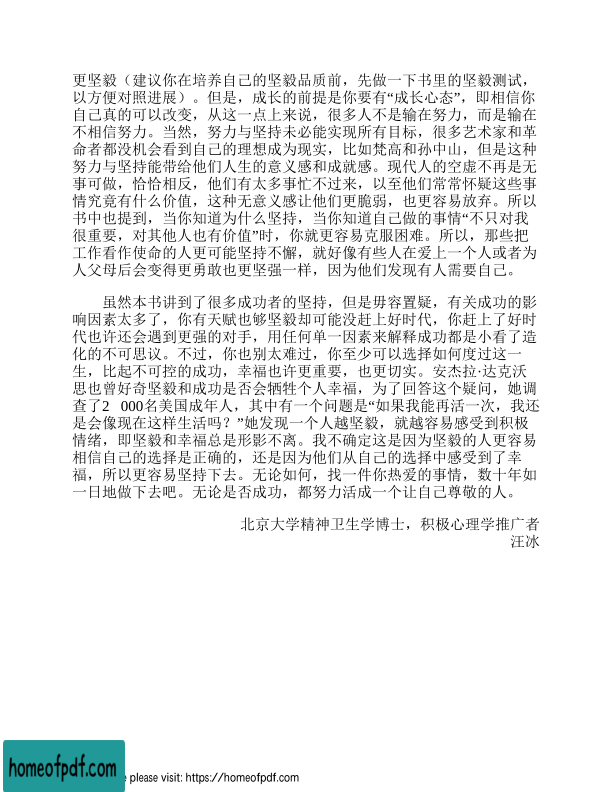 更坚毅（建议你在培养自己的坚毅品质前，先做一下书里的坚毅测试，
以方便对照进展）。但是，成长的前提是你要有“成长心态”，即相信你
自己真的可以改变，从这一点上来说，很多人不是输在努力，而是输在
不相信努力。当然，努力与坚持未必能实现所有目标，很多艺术家和革
命者都没机会看到自己的理想成为现实，比如梵高和孙中山，但是这种
努力与坚持能带给他们人生的意义感和成就感。现代人的空虚不再是无
事可做，恰恰相反，他们有太多事忙不过来，以至他们常常怀疑这些事
情究竟有什么价值，这种无意义感让他们更脆弱，也更容易放弃。所以
书中也提到，当你知道为什么坚持，当你知道自己做的事情“不只对我
很重要，对其他人也有价值”时，你就更容易克服困难。所以，那些把
工作看作使命的人更可能坚持不懈，就好像有些人在爱上一个人或者为
人父母后会变得更勇敢也更坚强一样，因为他们发现有人需要自己。
虽然本书讲到了很多成功者的坚持，但是毋容置疑，有关成功的影
响因素太多了，你有天赋也够坚毅却可能没赶上好时代，你赶上了好时
代也许还会遇到更强的对手，用任何单一因素来解释成功都是小看了造
化的不可思议。不过，你也别太难过，你至少可以选择如何度过这一
生，比起不可控的成功，幸福也许更重要，也更切实。安杰拉·达克沃
思也曾好奇坚毅和成功是否会牺牲个人幸福，为了回答这个疑问，她调
查了2 000名美国成年人，其中有一个问题是“如果我能再活一次，我还
是会像现在这样生活吗？”她发现一个人越坚毅，就越容易感受到积极
情绪，即坚毅和幸福总是形影不离。我不确定这是因为坚毅的人更容易
相信自己的选择是正确的，还是因为他们从自己的选择中感受到了幸
福，所以更容易坚持下去。无论如何，找一件你热爱的事情，数十年如
一日地做下去吧。无论是否成功，都努力活成一个让自己尊敬的人。
北京大学精神卫生学博士，积极心理学推广者
汪冰
homeofpdf.com
please visit: https://homeofpdf.com